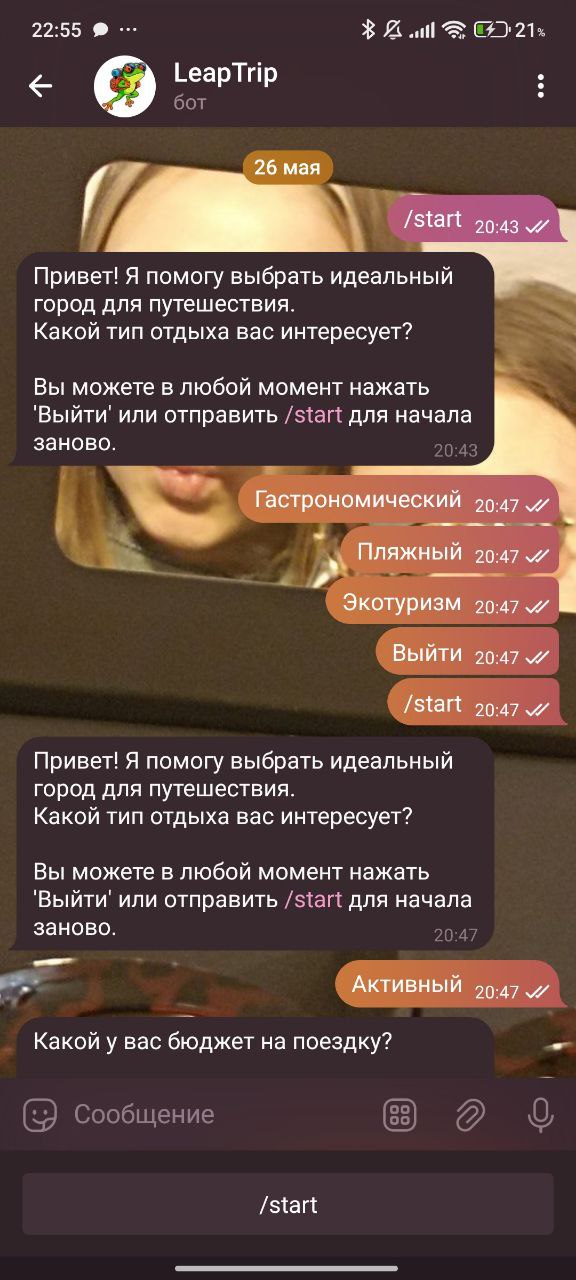 22:55 21%
LeapTrip
бот
26 мая
/start 20:43
Привет! Я помогу выбрать идеальный
город для путешествия.
Какой тип отдыха вас интересует?
Вы можете в любой момент нажать
'Выйти' или отправить /start для начала
заново. 20:43
Гастрономический 20:47
Пляжный 20:47
Экотуризм 20:47
Выйти 20:47
/start 20:47
Привет! Я помогу выбрать идеальный
город для путешествия.
Какой тип отдыха вас интересует?
Вы можете в любой момент нажать
'Выйти' или отправить /start для начала
заново. 20:47
Активный 20:47
Какой у вас бюджет на поездку?
Сообщение
/start